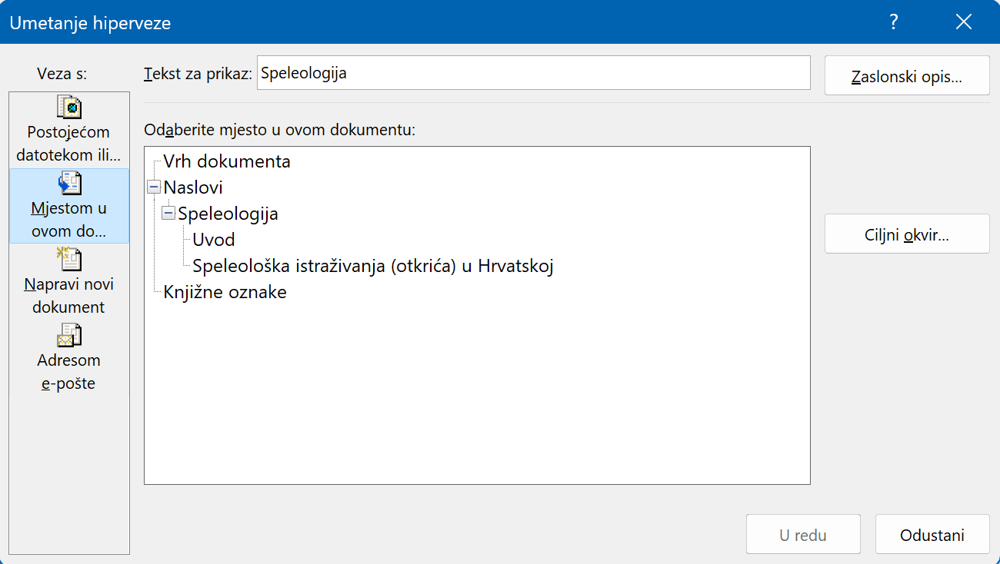 Umetanje hiperveze
?
Veza s:
Tekst za prikaz: Speleologija
Zaslonski opis...
Postojećom
datotekom ili...
Mjestom u
ovom do...
Napravi novi
dokument
Adresom
e-pošte
Odaberite mjesto u ovom dokumentu:
Vrh dokumenta
Naslovi
Speleologija
Uvod
Speleološka istraživanja (otkrića) u Hrvatskoj
Knjižne oznake
Ciljni okvir...
U redu
Odustani